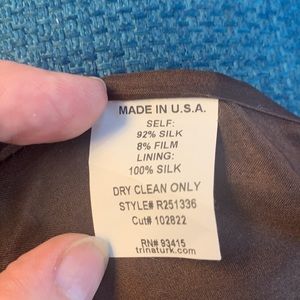 MADE IN U.S.A.
SELF:
92% SILK
8% FILM
LINING:
100% SILK
DRY CLEAN ONLY
STYLE# R251336
Cut# 102822
RN# 93415
trinaturk.com